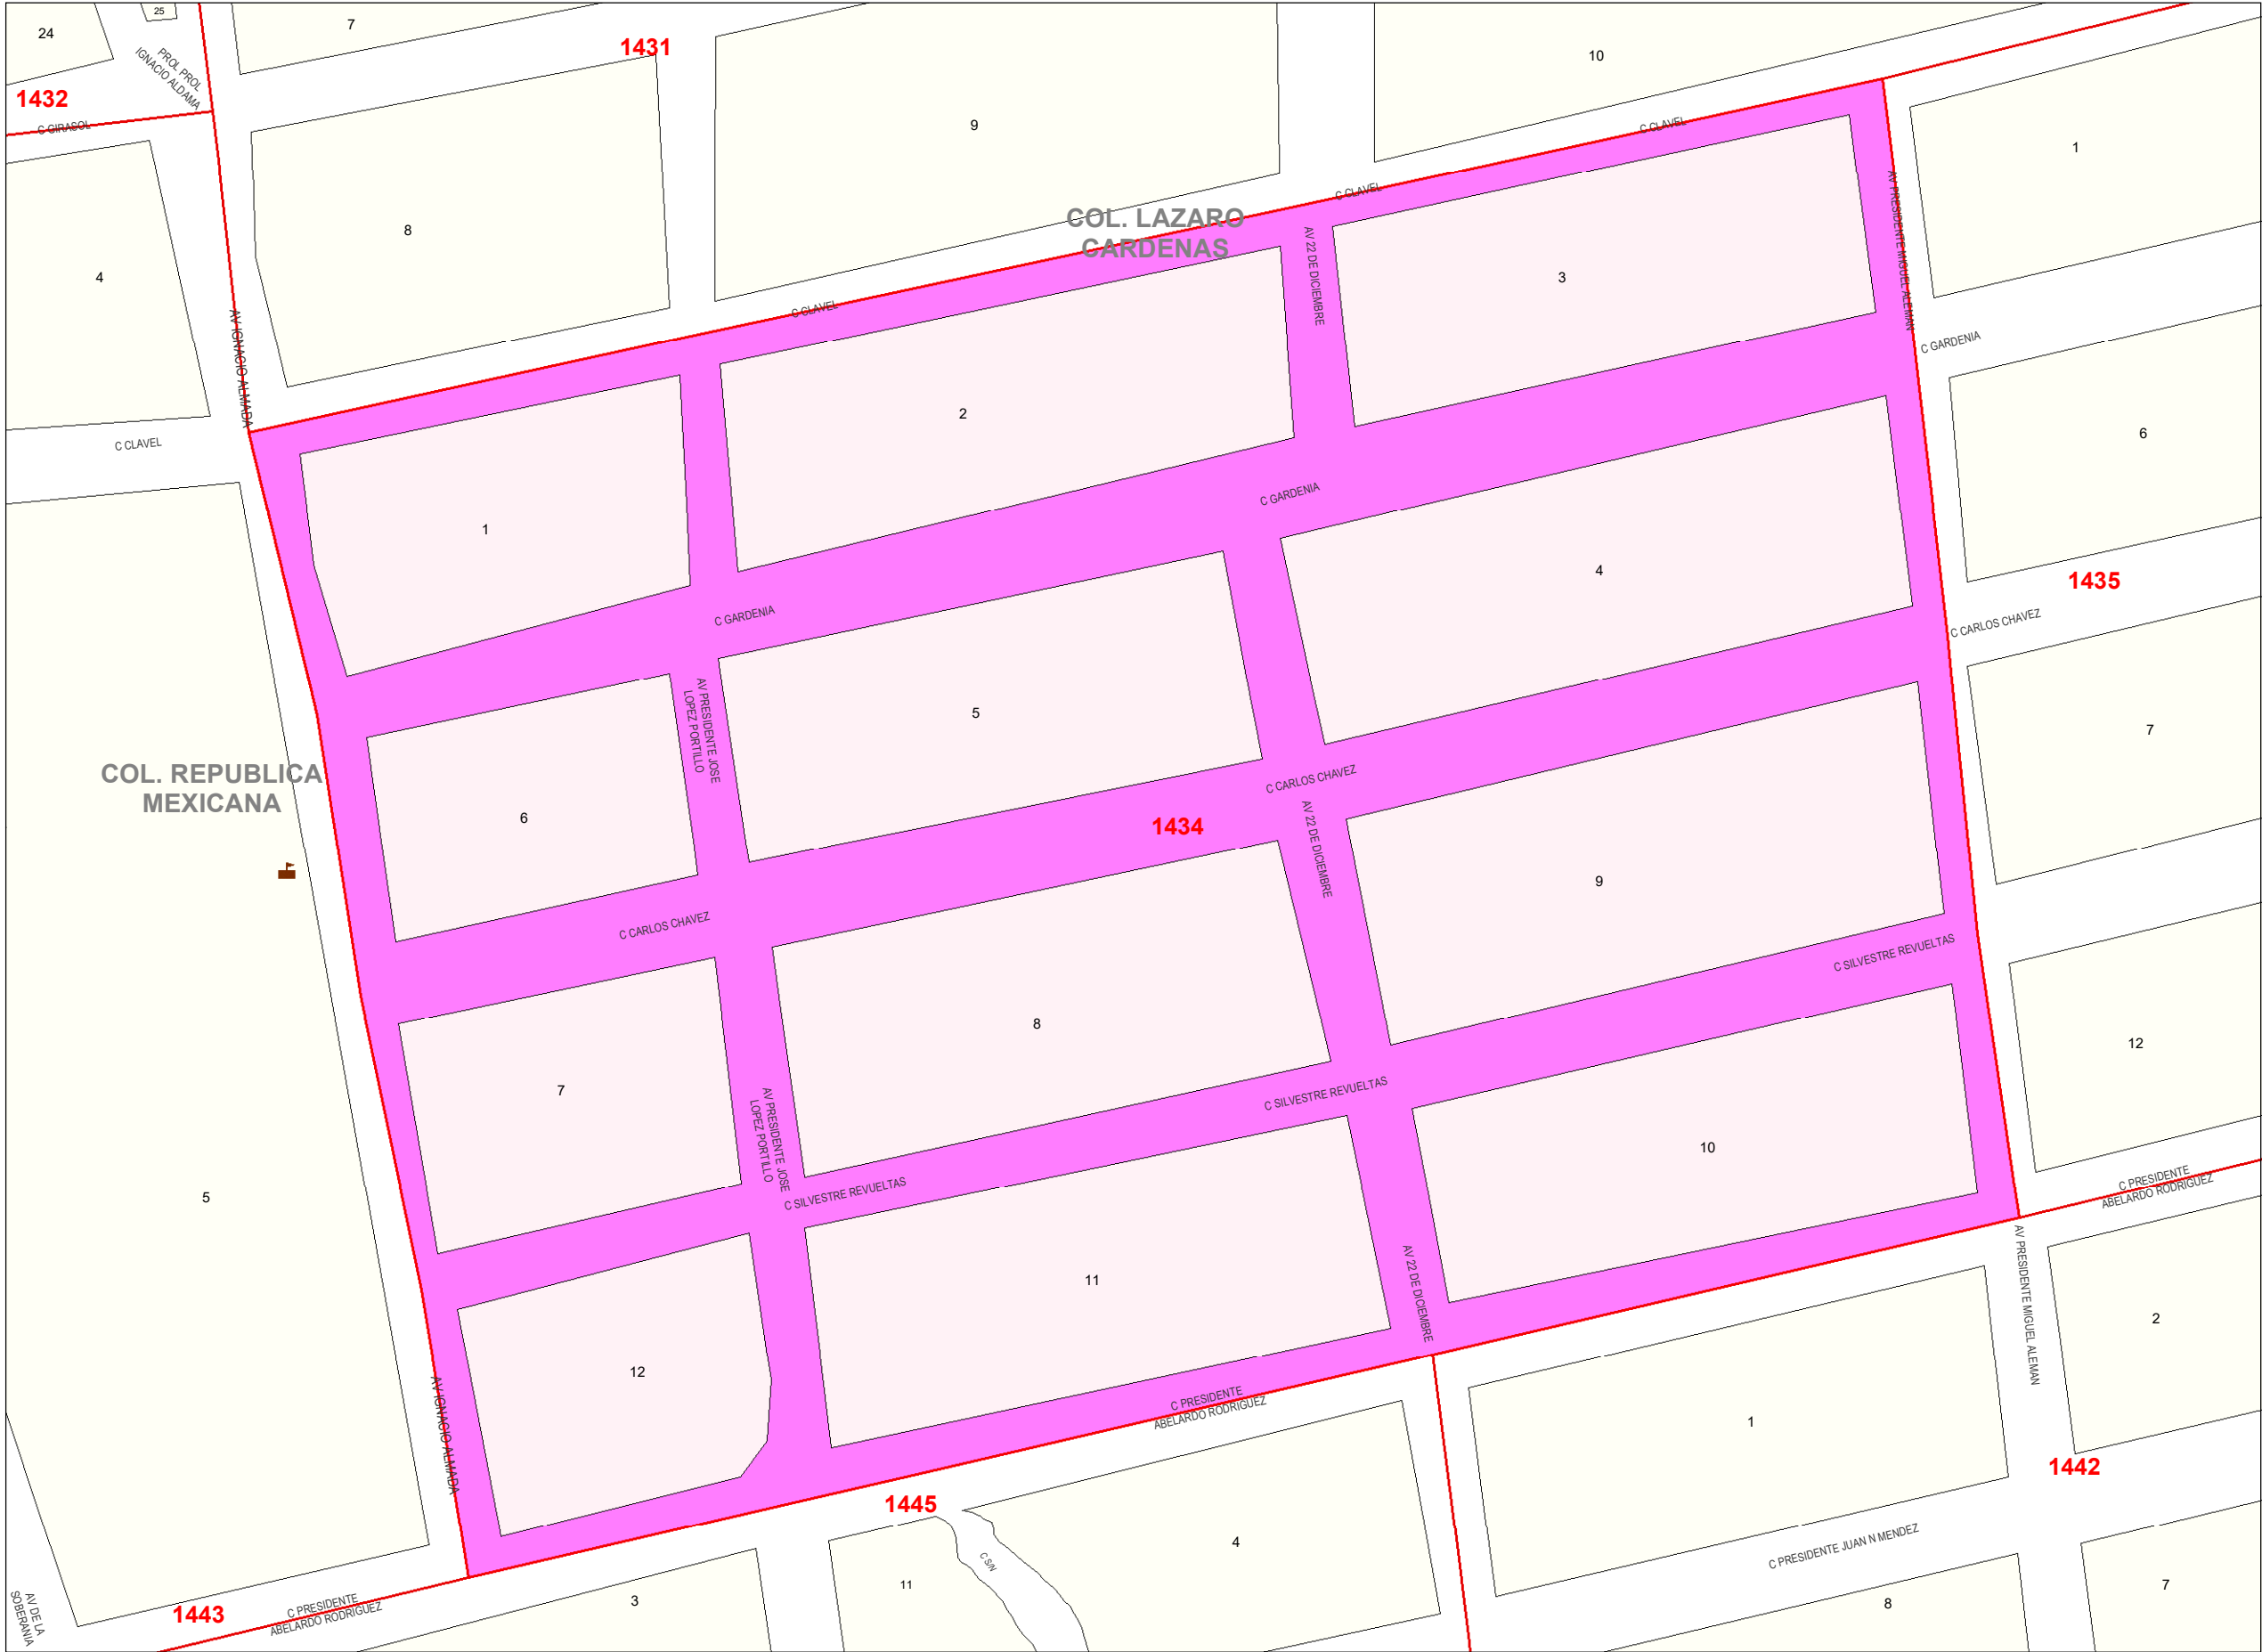 24
25
7
1431
10
PROL PROL
IGNACIO ALDAMA
1432
C GIRASOL
9
C CLAVEL
1
8
C CLAVEL
COL. LAZARO
CARDENAS
AV PRESIDENTE MIGUEL ALEMAN
4
AV 22 DE DICIEMBRE
3
C CLAVEL
AV IGNACIO ALMADA
C GARDENIA
2
C CLAVEL
6
C GARDENIA
1
4
1435
C GARDENIA
C CARLOS CHAVEZ
AV PRESIDENTE JOSE
LOPEZ PORTILLO
5
7
COL. REPUBLICA
MEXICANA
C CARLOS CHAVEZ
6
1434
AV 22 DE DICIEMBRE
9
C CARLOS CHAVEZ
C SILVESTRE REVUELTAS
8
12
7
C SILVESTRE REVUELTAS
AV PRESIDENTE JOSE
LOPEZ PORTILLO
10
C SILVESTRE REVUELTAS
5
C PRESIDENTE
ABELARDO RODRIGUEZ
11
AV 22 DE DICIEMBRE
AV PRESIDENTE MIGUEL ALEMAN
2
12
C PRESIDENTE
ABELARDO RODRIGUEZ
AV IGNACIO ALMADA
1
1442
1445
4
C S/N
C PRESIDENTE JUAN N MENDEZ
11
7
3
8
C PRESIDENTE
ABELARDO RODRIGUEZ
1443
AV DE LA
SOBERANIA